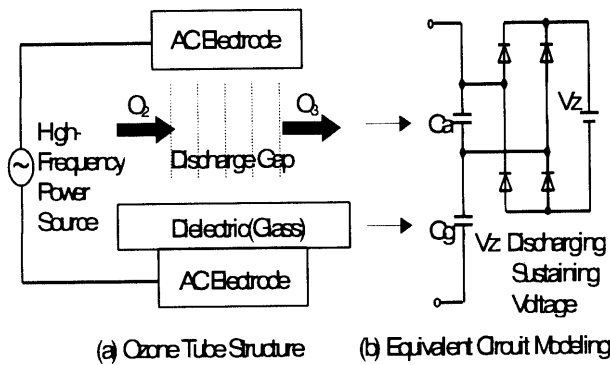 AC Electrode
O2
O3
High-
Frequency
Power
Source
~
Discharge Gap
Dielectric(Glass)
AC Electrode
Ca
Cg
Vz
Vz: Discharging
Sustaining
Voltage
(a) Ozone Tube Structure
(b) Equivalent Circuit Modeling